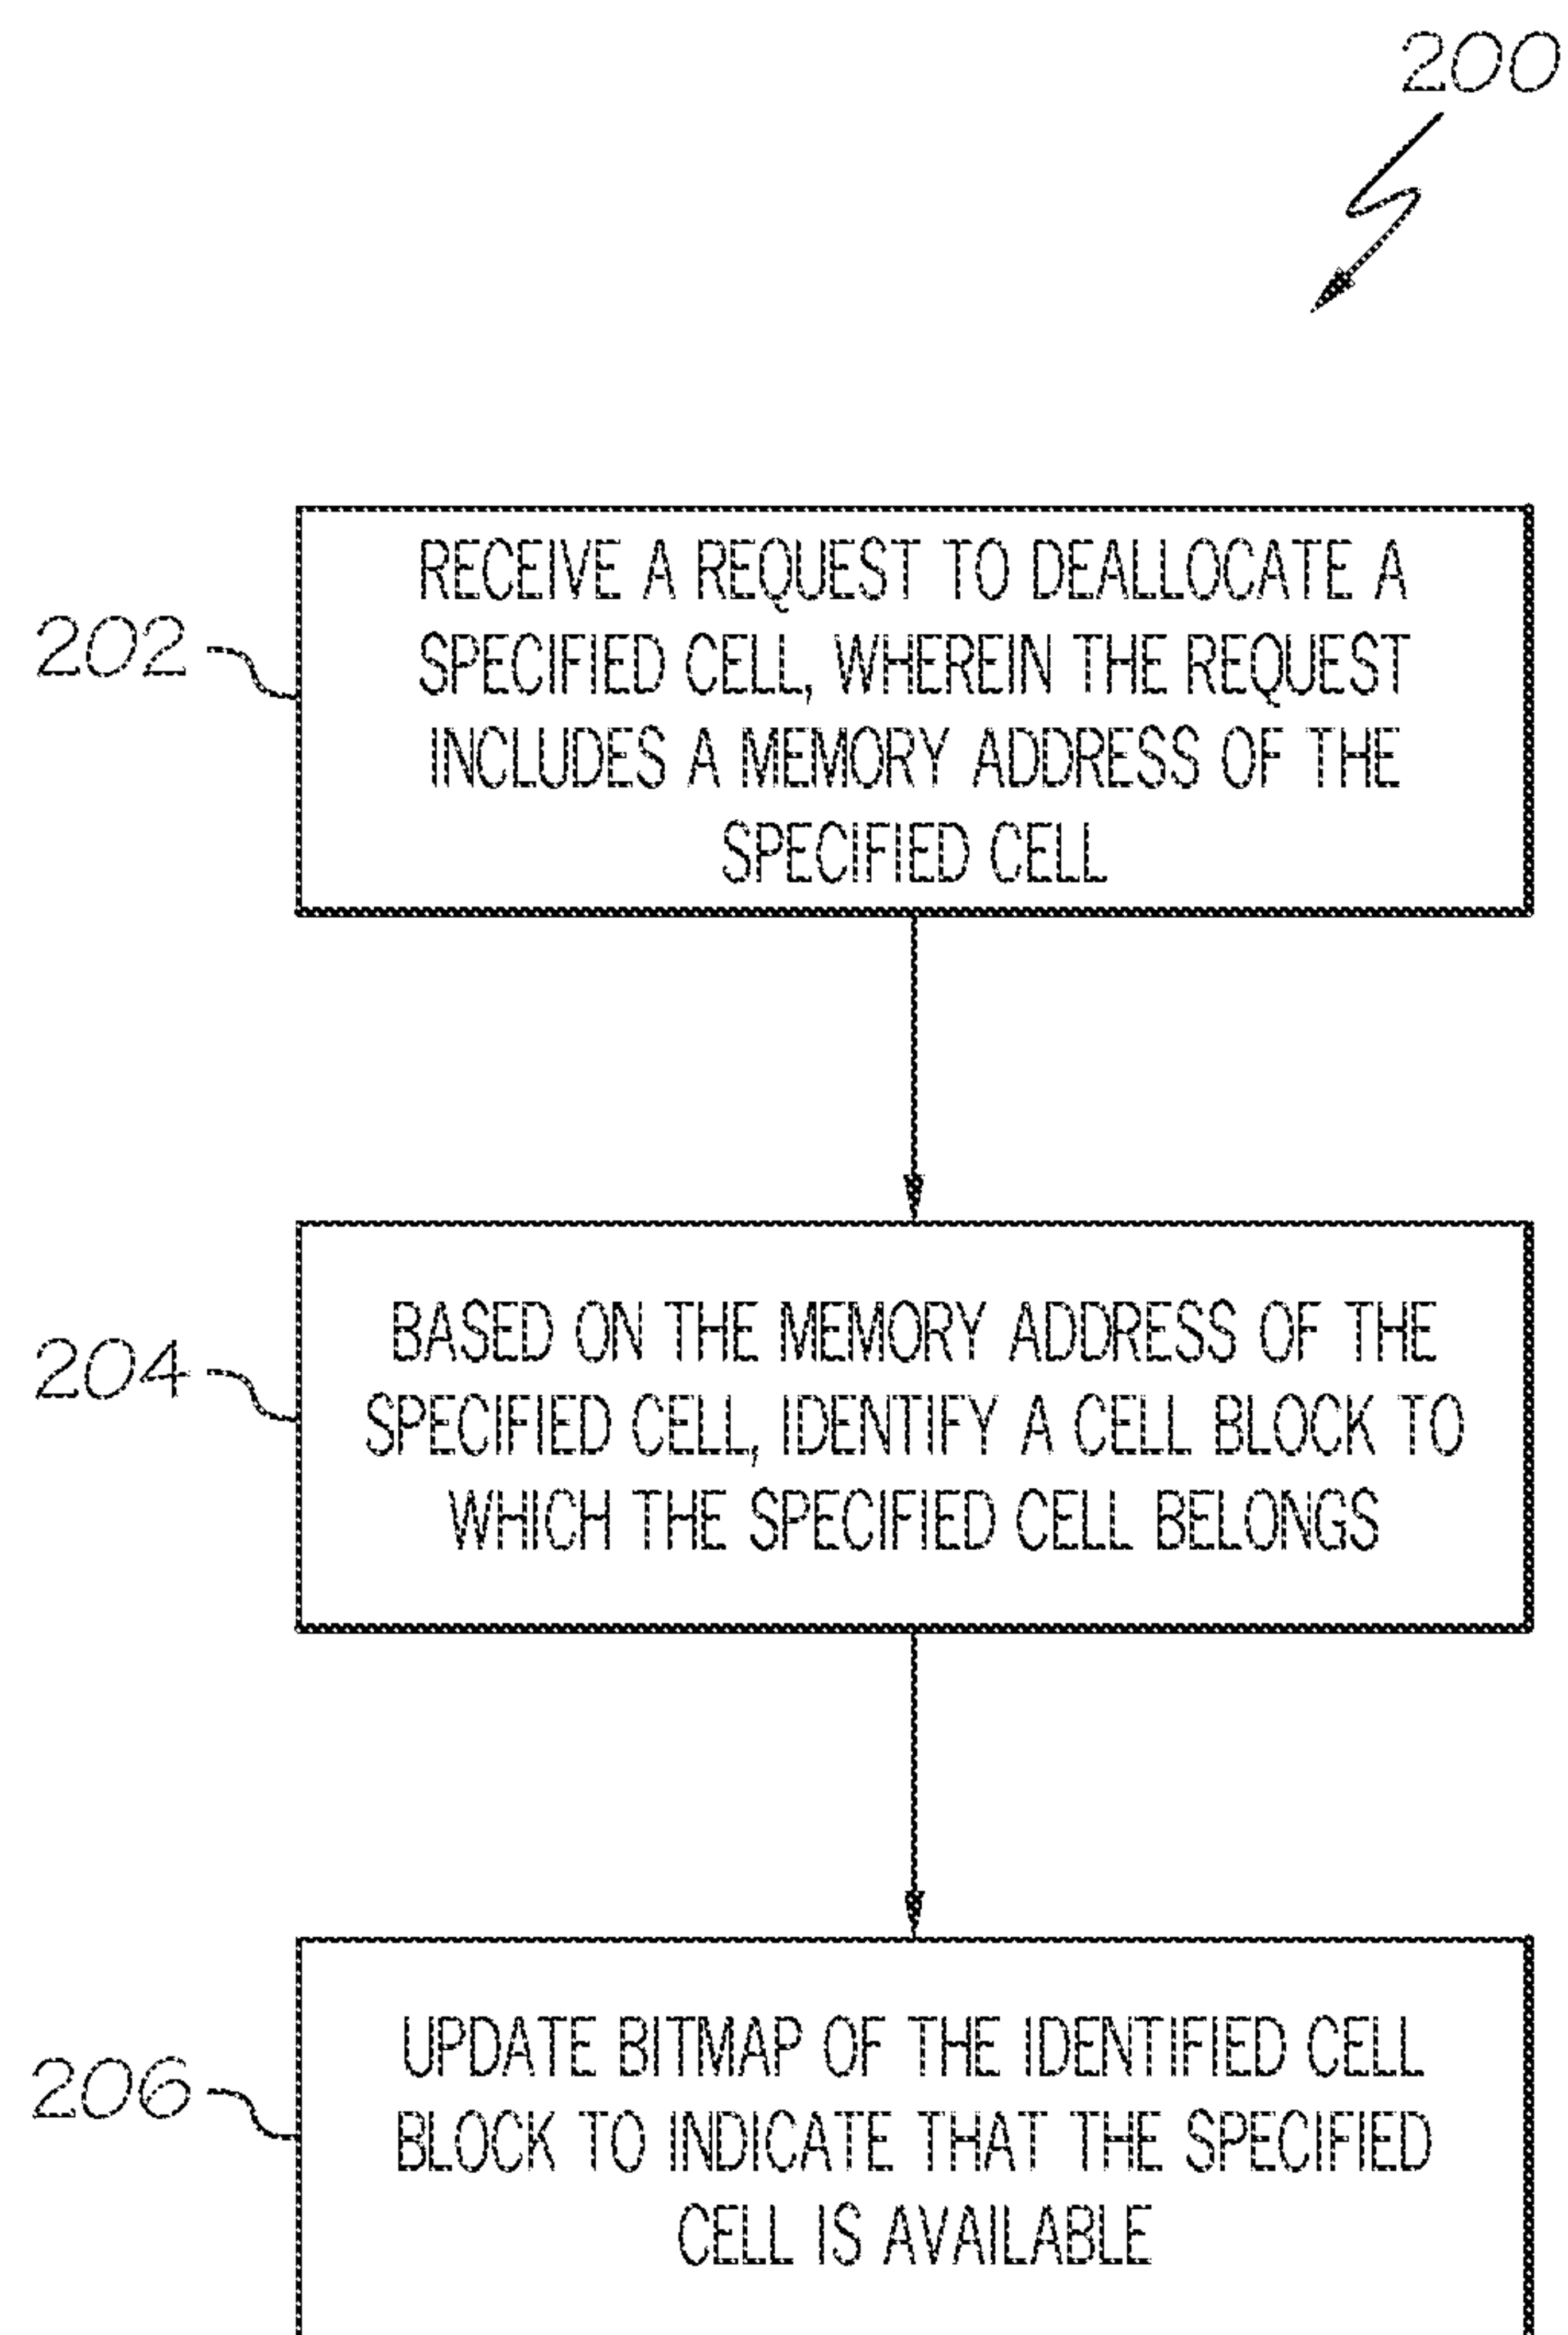 200
202
RECEIVE A REQUEST TO DEALLOCATE A
SPECIFIED CELL, WHEREIN THE REQUEST
INCLUDES A MEMORY ADDRESS OF THE
SPECIFIED CELL
204
BASED ON THE MEMORY ADDRESS OF THE
SPECIFIED CELL, IDENTIFY A CELL BLOCK TO
WHICH THE SPECIFIED CELL BELONGS
206
UPDATE BITMAP OF THE IDENTIFIED CELL
BLOCK TO INDICATE THAT THE SPECIFIED
CELL IS AVAILABLE